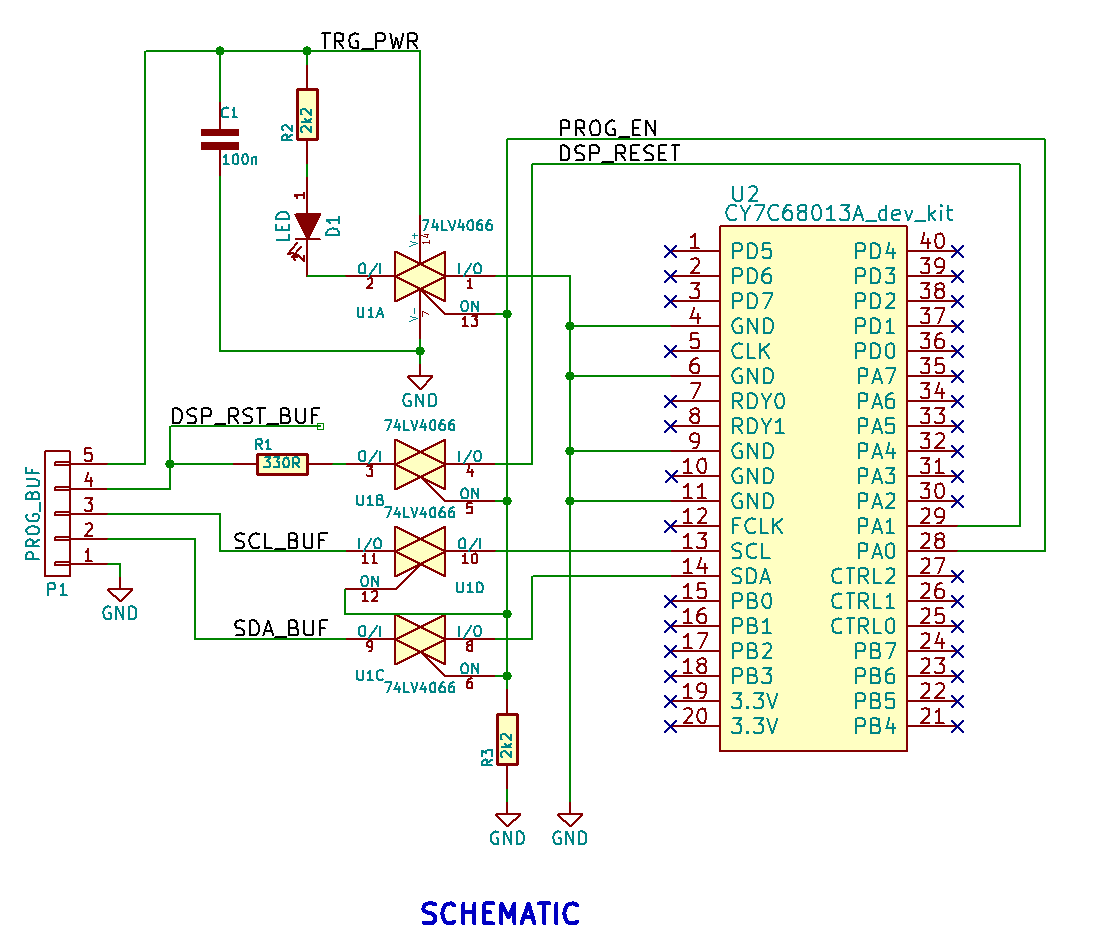 TRG_PWR
C1
100n
R2
2k2
1
LED
D1
2
74LV4066
V+
14
O/I
2
I/O
1
ON
13
V-
7
U1A
GND
PROG_EN
DSP_RESET
DSP_RST_BUF
R1
330R
74LV4066
O/I
3
I/O
4
ON
5
U1B
74LV4066
SCL_BUF
I/O
11
O/I
10
ON
12
U1D
SDA_BUF
O/I
9
I/O
8
ON
6
U1C
74LV4066
PROG_BUF
5
4
3
2
1
P1
GND
R3
2k2
GND
GND
U2
CY7C68013A_dev_kit
1 PD5 PD4 40
2 PD6 PD3 39
3 PD7 PD2 38
4 GND PD1 37
5 CLK PD0 36
6 GND PA7 35
7 RDY0 PA6 34
8 RDY1 PA5 33
9 GND PA4 32
10 GND PA3 31
11 GND PA2 30
12 FCLK PA1 29
13 SCL PA0 28
14 SDA CTRL2 27
15 PB0 CTRL1 26
16 PB1 CTRL0 25
17 PB2 PB7 24
18 PB3 PB6 23
19 3.3V PB5 22
20 3.3V PB4 21
SCHEMATIC